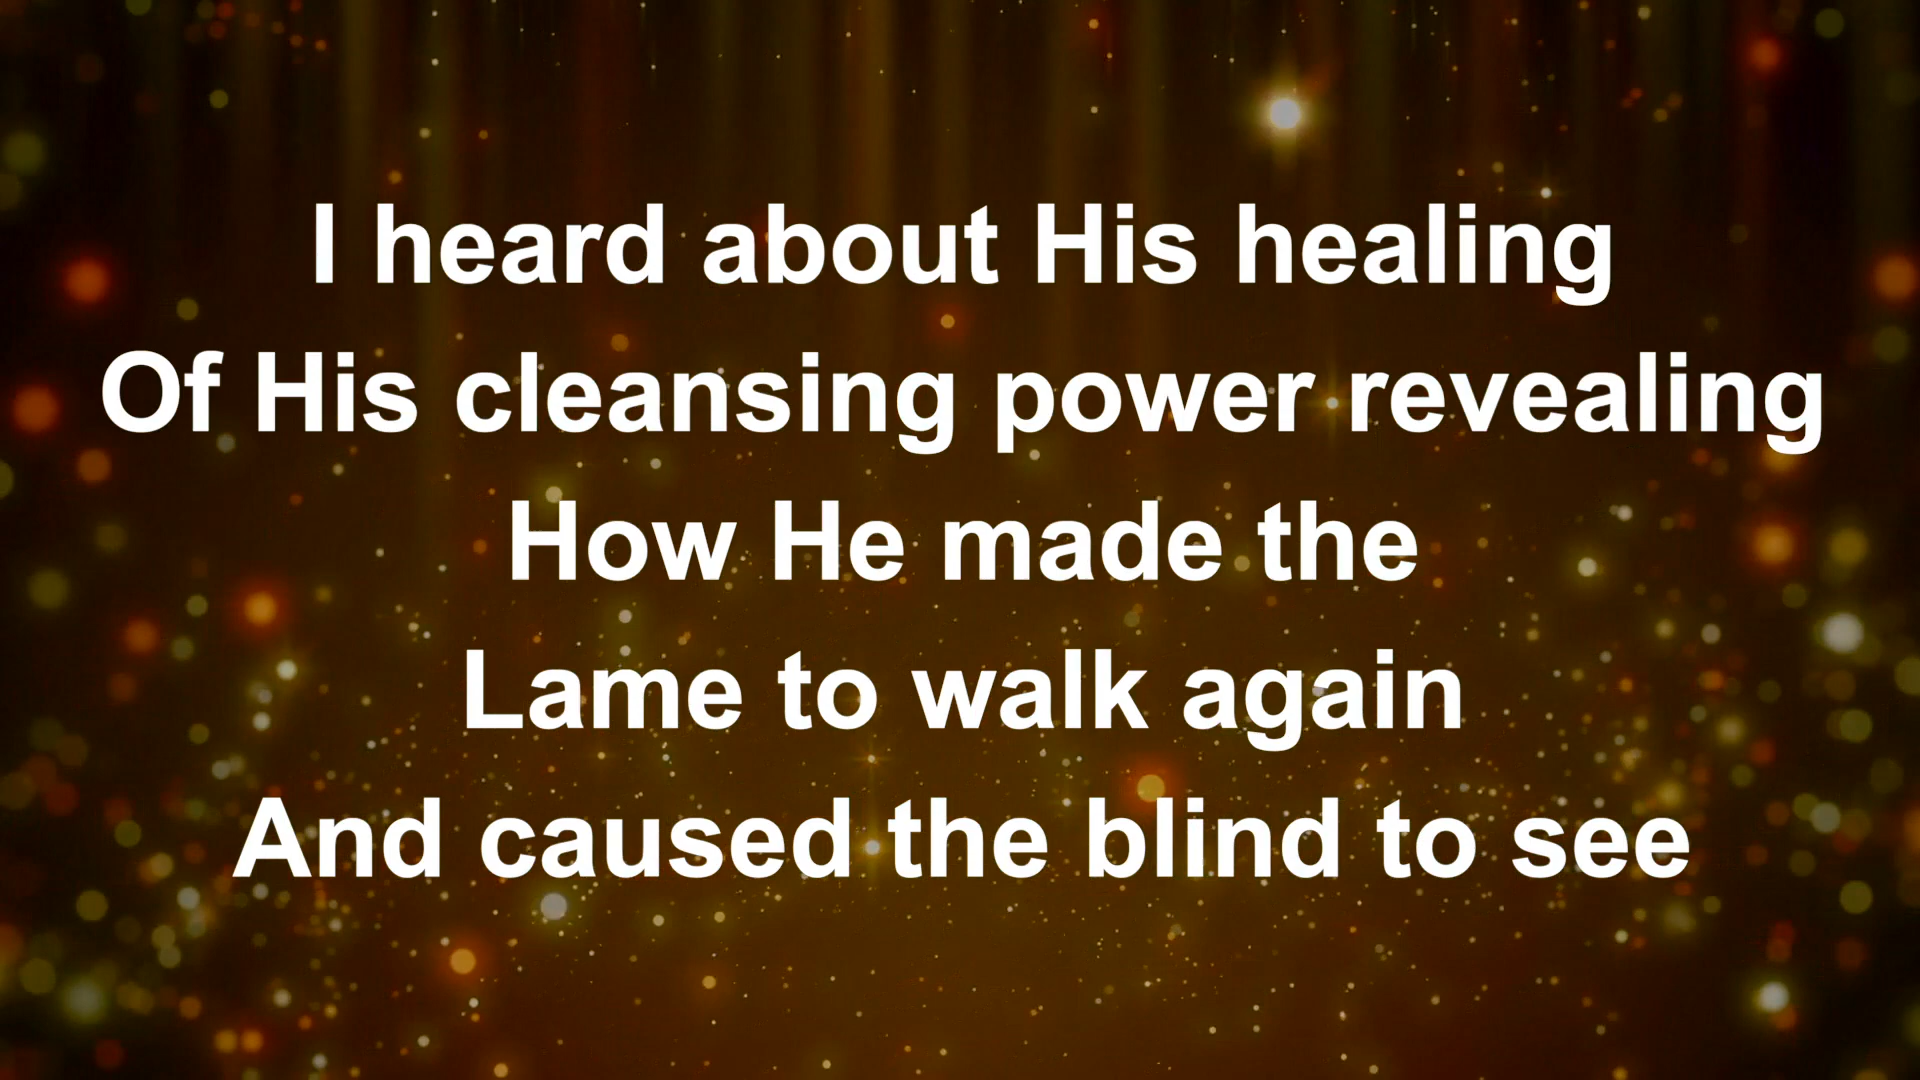 I heard about His healing
Of His cleansing power revealing
How He made the
Lame to walk again
And caused the blind to see